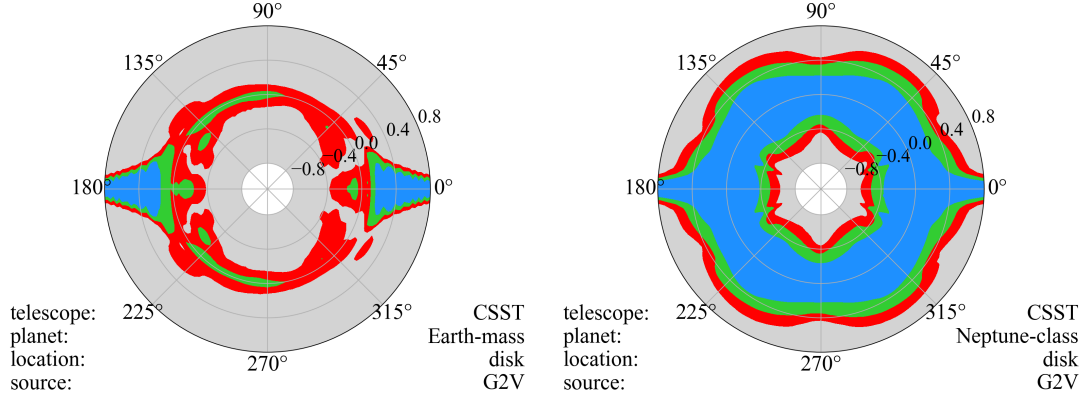 90° 90°
135° 45° 135° 45°
0.8 0.8
0.4 0.4
0.0 0.0
−0.4 −0.4
−0.8 −0.8
180° 0° 180° 0°
225° 315° 225° 315°
telescope: CSST telescope: CSST
planet: Earth-mass planet: Neptune-class
location: disk location: disk
270° 270°
source: G2V source: G2V